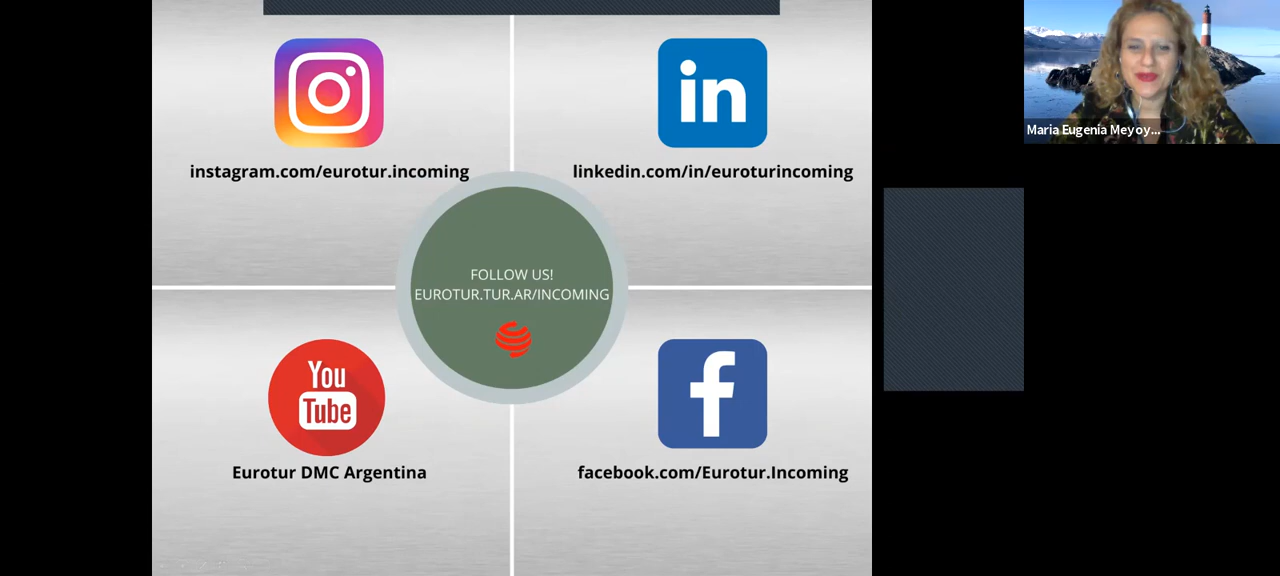 in
Maria Eugenia Meyoy...
instagram.com/eurotur.incoming
linkedin.com/in/euroturincoming
FOLLOW US!
EUROTUR.TUR.AR/INCOMING
You
Tube
f
Eurotur DMC Argentina
facebook.com/Eurotur.Incoming